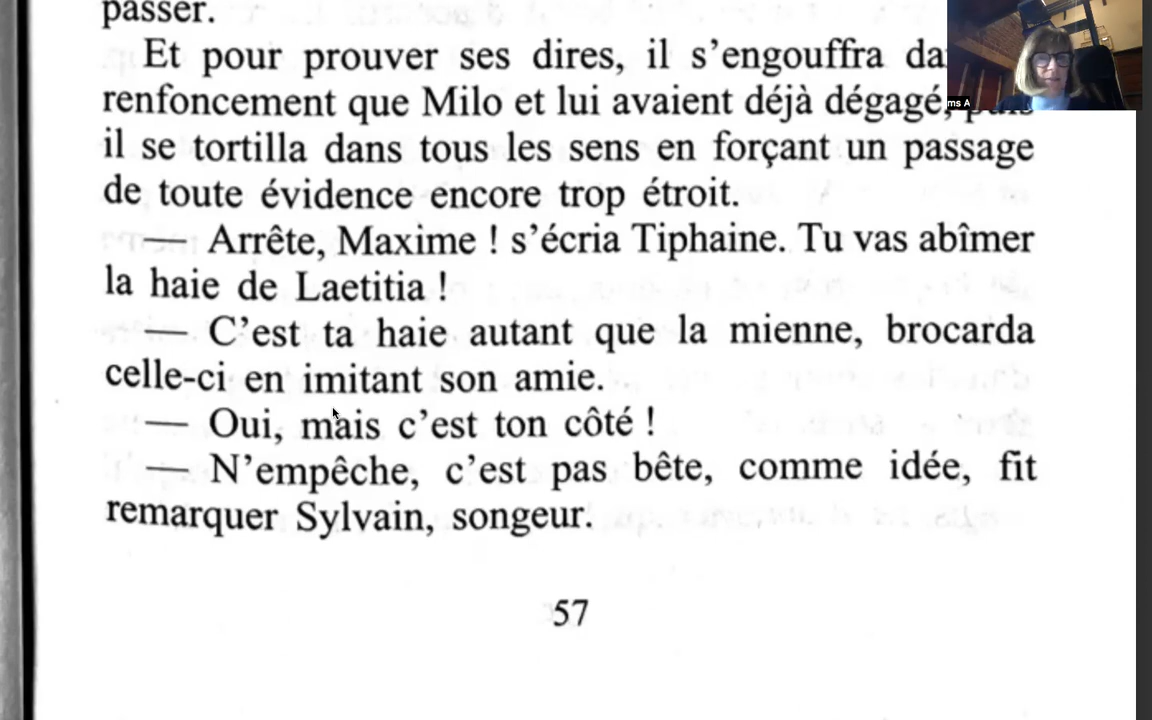 passer.
Et pour prouver ses dires, il s’engouffra
renfoncement que Milo et lui avaient déjà dégagé,
il se tortilla dans tous les sens en forçant un passage
de toute évidence encore trop étroit.
— Arrête, Maxime ! s’écria Tiphaine. Tu vas abîmer
la haie de Laetitia !
— C’est ta haie autant que la mienne, brocarda
celle-ci en imitant son amie.
— Oui, mais c’est ton côté !
— N’empêche, c’est pas bête, comme idée, fit
remarquer Sylvain, songeur.
57
ms A